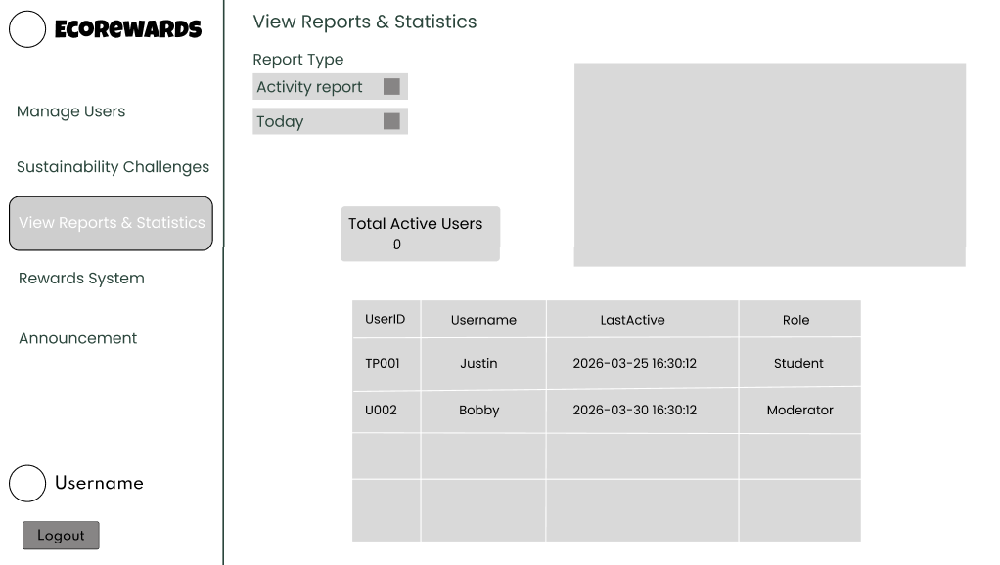 ECOREWARDS
Manage Users
Sustainability Challenges
View Reports & Statistics
Rewards System
Announcement
Username
Logout
View Reports & Statistics
Report Type
Activity report
Today
Total Active Users
0
UserID Username LastActive Role
TP001 Justin 2026-03-25 16:30:12 Student
U002 Bobby 2026-03-30 16:30:12 Moderator